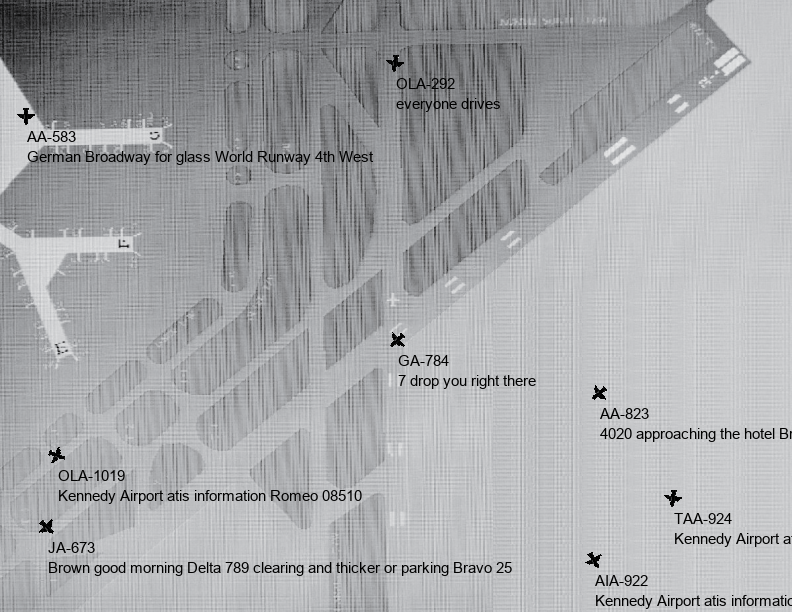 OLA-292
everyone drives
AA-583
German Broadway for glass World Runway 4th West
GA-784
7 drop you right there
AA-823
4020 approaching the hotel
OLA-1019
Kennedy Airport atis information Romeo 08510
TAA-924
Kennedy Airport
JA-673
Brown good morning Delta 789 clearing and thicker or parking Bravo 25
AIA-922
Kennedy Airport atis